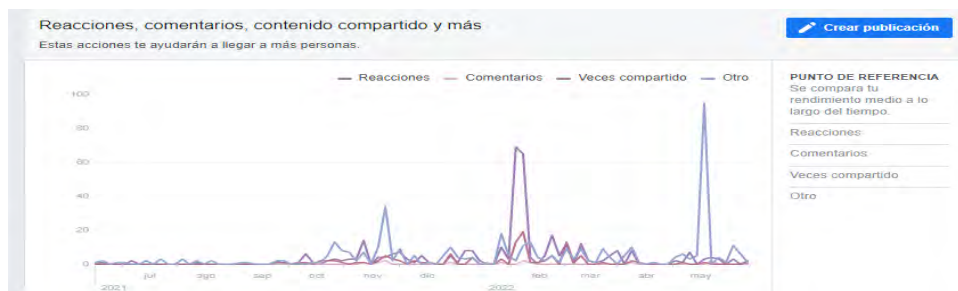 Reacciones, comentarios, contenido compartido y más
Estas acciones te ayudarán a llegar a más personas.
Crear publicación
Reacciones Comentarios Veces compartido Otro
100
80
60
40
20
0
jul ago sep oct nov dic feb mar abr may
2021 2022
PUNTO DE REFERENCIA
Se compara tu
rendimiento medio a lo
largo del tiempo.
Reacciones
Comentarios
Veces compartido
Otro